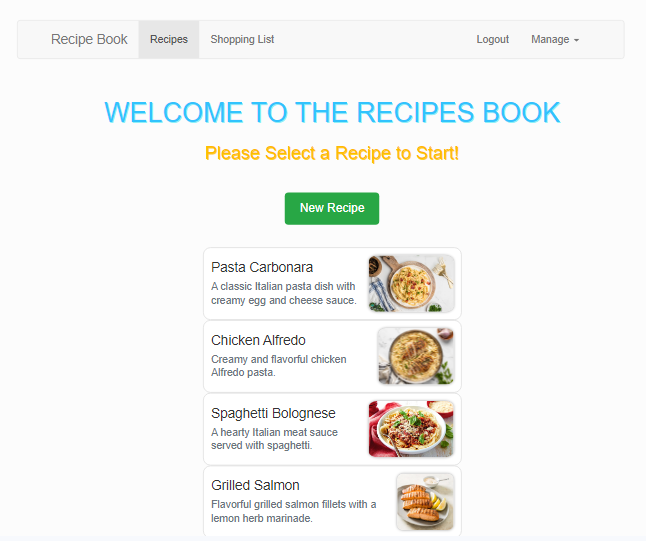 Recipe Book Recipes Shopping List Logout Manage
WELCOME TO THE RECIPES BOOK
Please Select a Recipe to Start!
New Recipe
Pasta Carbonara
A classic Italian pasta dish with
creamy egg and cheese sauce.
Chicken Alfredo
Creamy and flavorful chicken
Alfredo pasta.
Spaghetti Bolognese
A hearty Italian meat sauce
served with spaghetti.
Grilled Salmon
Flavorful grilled salmon fillets with a
lemon herb marinade.